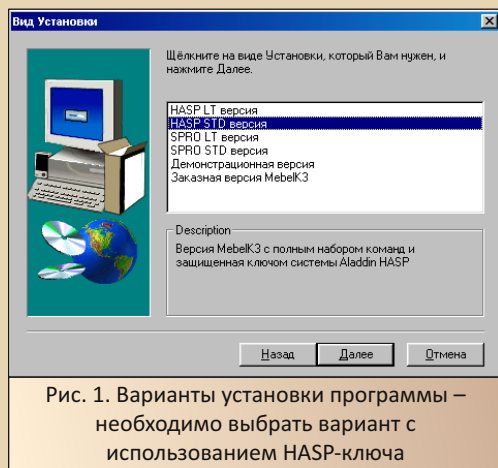 Вид Установки
Щёлкните на виде Установки, который Вам нужен, и
нажмите Далее.
HASP LT версия
HASP STD версия
SPRO LT версия
SPRO STD версия
Демонстрационная версия
Заказная версия MebelK3
Description
Версия MebelK3 с полным набором команд и
защищенная ключом системы Aladdin HASP
Назад
Далее
Отмена
Рис. 1. Варианты установки программы –
необходимо выбрать вариант с
использованием HASP-ключа